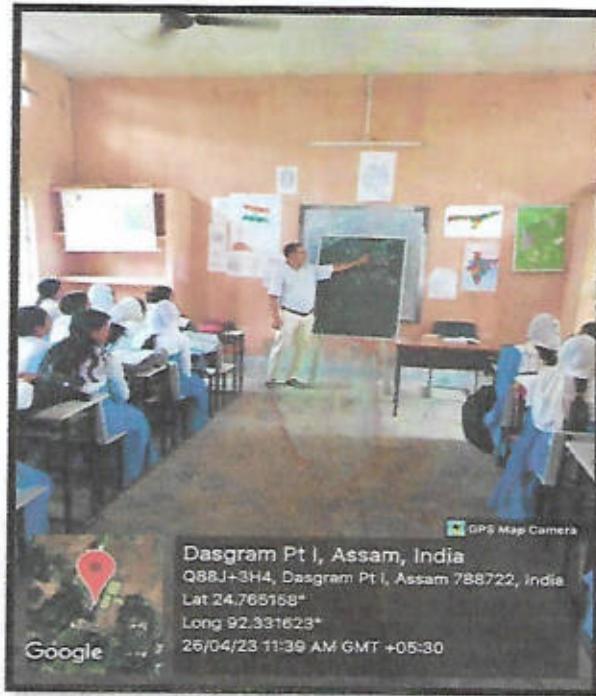 GPS Map Camera
Dasgram Pt I, Assam, India
Q88J+3H4, Dasgram Pt I, Assam 788722, India
Lat 24.765158°
Long 92.331623°
26/04/23 11:39 AM GMT +05:30
Google